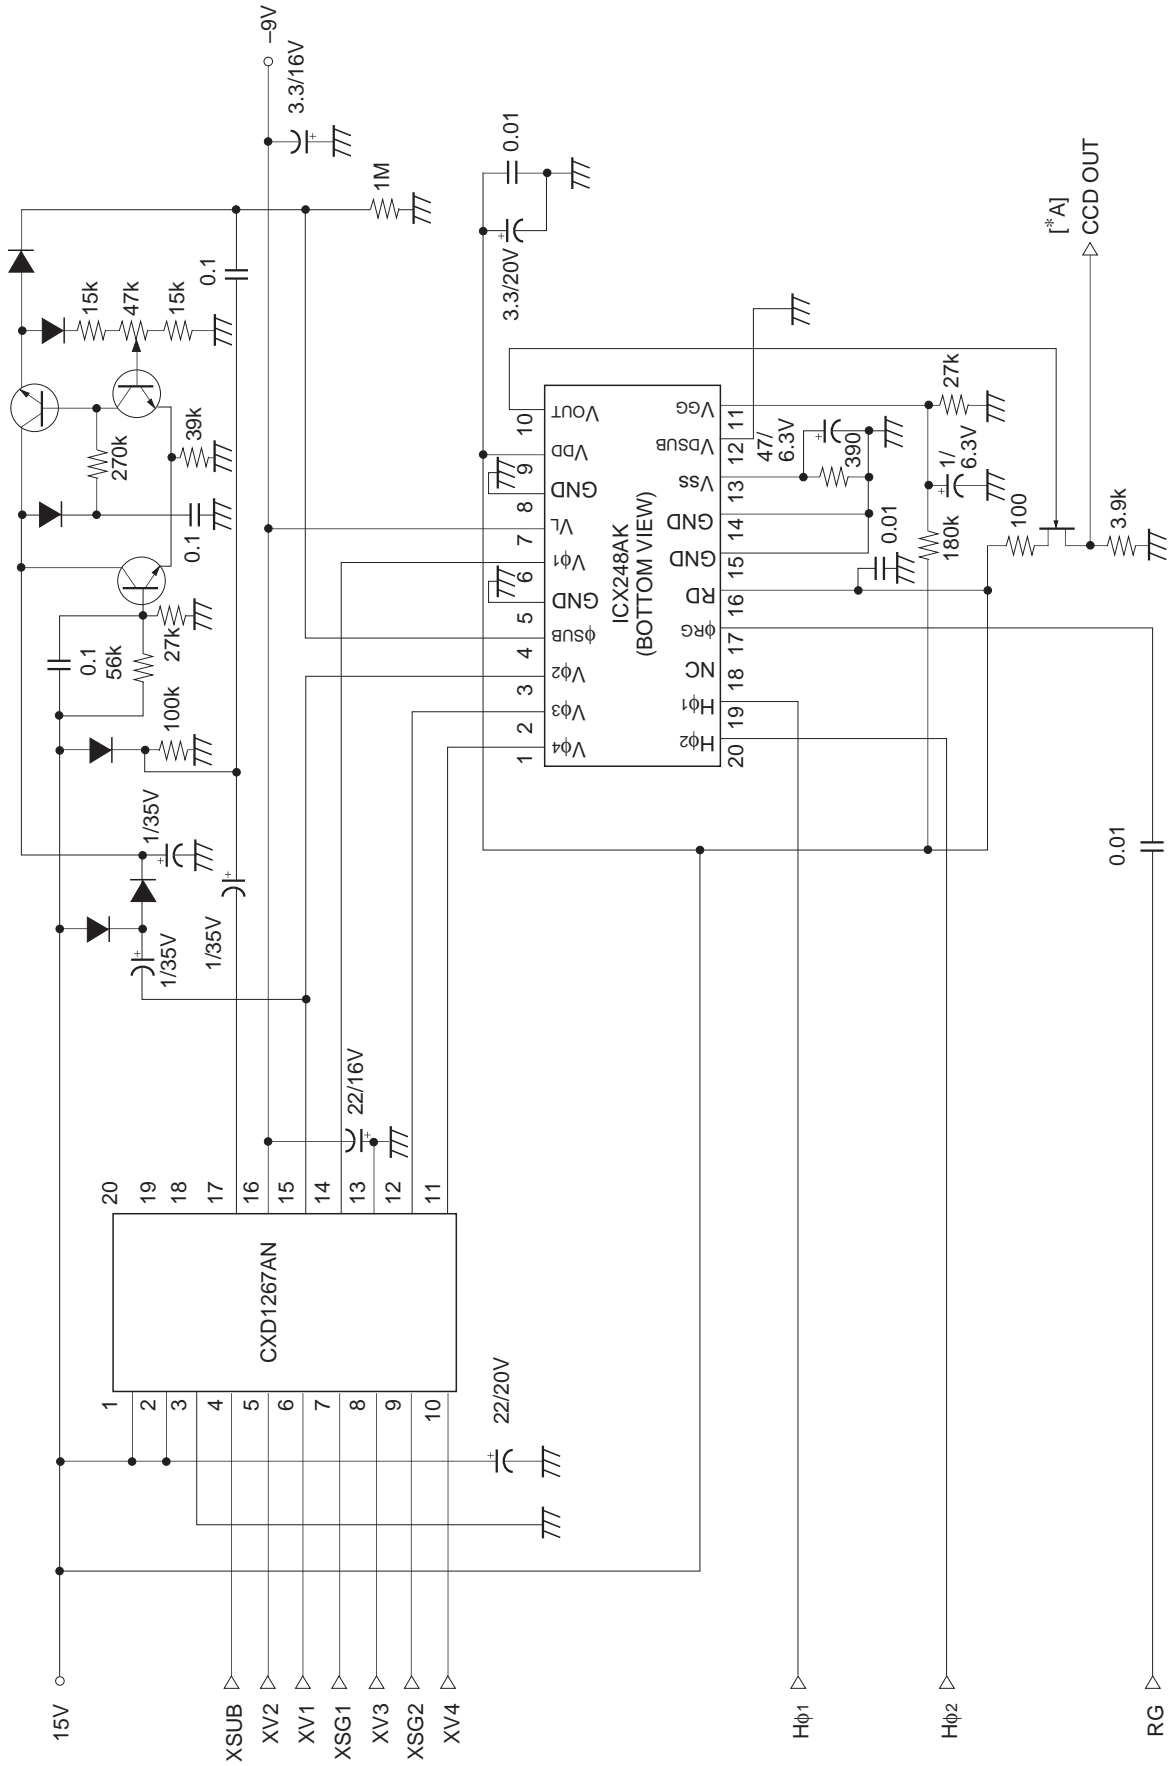 15V
XSUB
XV2
XV1
XSG1
XV3
XSG2
XV4
Hφ1
Hφ2
RG
22/20V
1
2
3
4
5
6
7
8
9
10
CXD1267AN
20
19
18
17
16
15
14
13
12
11
22/16V
1/35V
1/35V
1/35V
100k
56k
0.1
27k
0.1
270k
39k
15k
47k
15k
0.1
1M
3.3/16V
–9V
3.3/20V
0.01
ICX248AK
(BOTTOM VIEW)
1
2
3
4
5
6
7
8
9
10
Vφ4
Vφ3
Vφ2
φSUB
GND
Vφ1
VL
GND
VDD
VOUT
Hφ2
Hφ1
NC
φRG
RD
GND
GND
VSS
VDSUB
VGG
20
19
18
17
16
15
14
13
12
11
47/
6.3V
390
0.01
180k
1/
6.3V
27k
100
3.9k
[*A]
CCD OUT
0.01